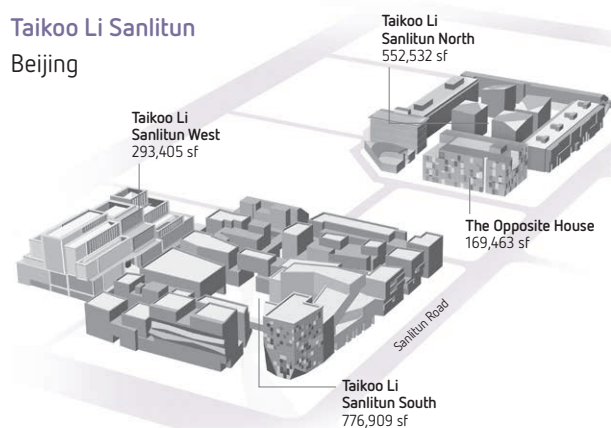 Taikoo Li Sanlitun
Beijing
Taikoo Li
Sanlitun North
552,532 sf
Taikoo Li
Sanlitun West
293,405 sf
The Opposite House
169,463 sf
Sanlitun Road
Taikoo Li
Sanlitun South
776,909 sf